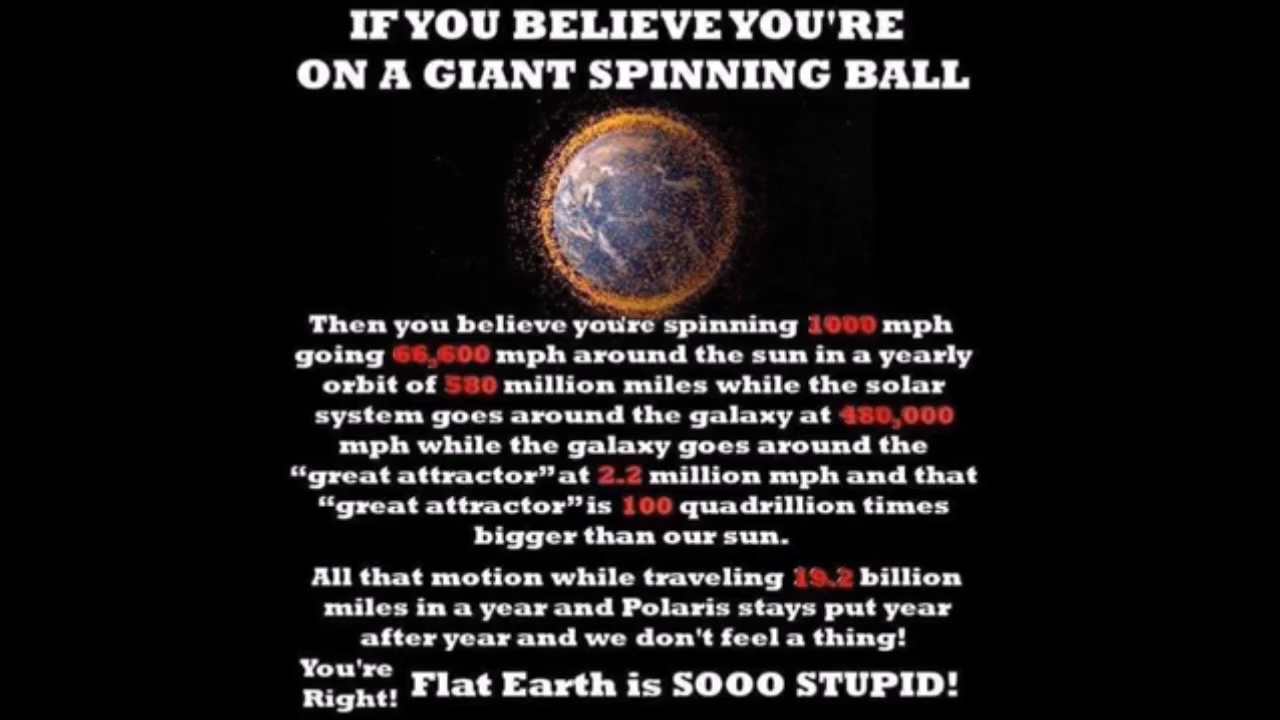 IF YOU BELIEVE YOU'RE
ON A GIANT SPINNING BALL
Then you believe you're spinning 1000 mph
going 66,600 mph around the sun in a yearly
orbit of 580 million miles while the solar
system goes around the galaxy at 480,000
mph while the galaxy goes around the
“great attractor” at 2.2 million mph and that
“great attractor” is 100 quadrillion times
bigger than our sun.
All that motion while traveling 19.2 billion
miles in a year and Polaris stays put year
after year and we don't feel a thing!
You're
Right! Flat Earth is SOOO STUPID!